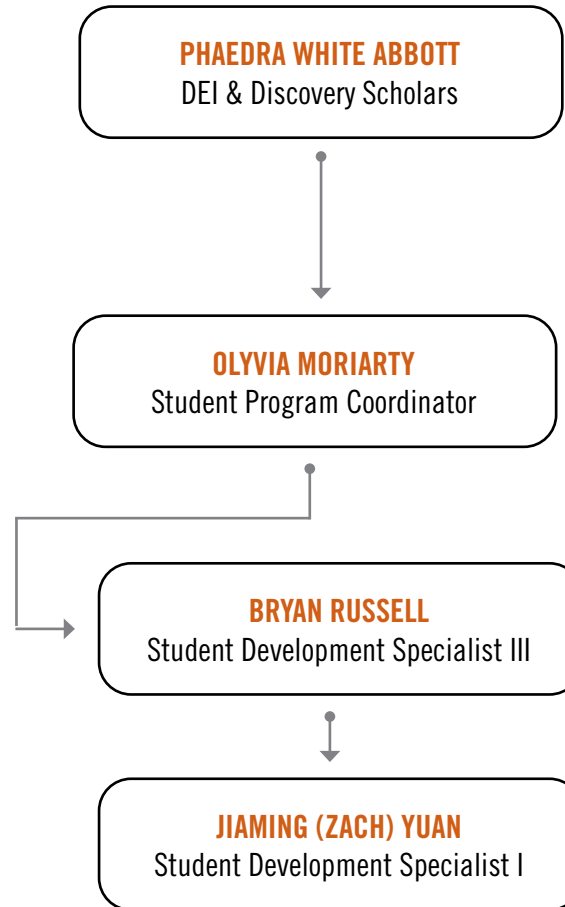 PHAEDRA WHITE ABBOTT
DEI & Discovery Scholars
OLYVIA MORIARTY
Student Program Coordinator
BRYAN RUSSELL
Student Development Specialist III
JIAMING (ZACH) YUAN
Student Development Specialist I